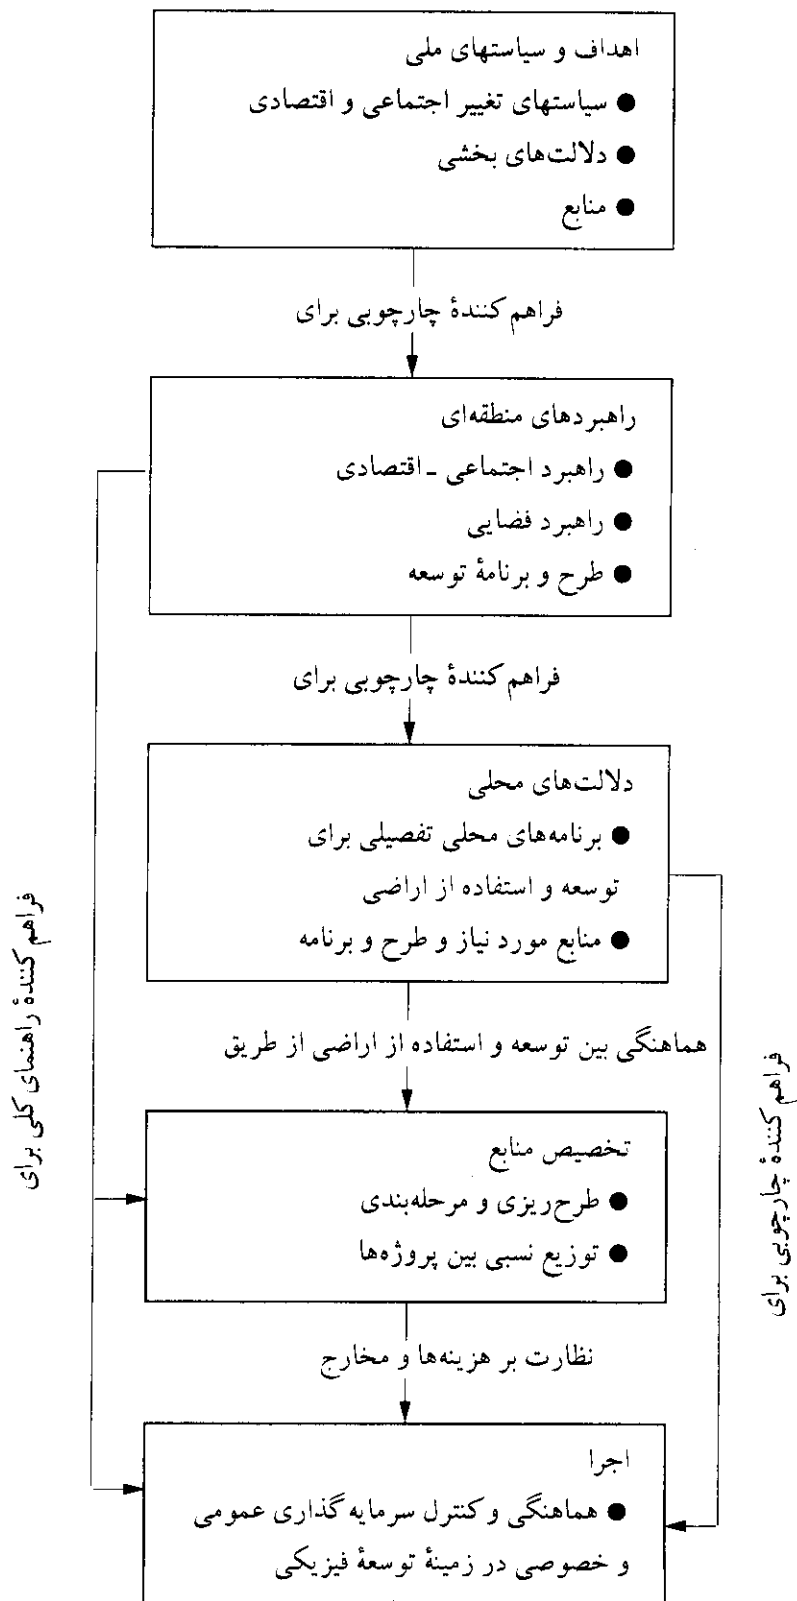 اهداف و سیاستهای ملی
● سیاستهای تغییر اجتماعی و اقتصادی
● دلالت‌های بخشی
● منابع
فراهم کنندهٔ چارچوبی برای
راهبردهای منطقه‌ای
● راهبرد اجتماعی ـ اقتصادی
● راهبرد فضایی
● طرح و برنامهٔ توسعه
فراهم کنندهٔ چارچوبی برای
دلالت‌های محلی
● برنامه‌های محلی تفصیلی برای
توسعه و استفاده از اراضی
● منابع مورد نیاز و طرح و برنامه
هماهنگی بین توسعه و استفاده از اراضی از طریق
تخصیص منابع
● طرح‌ریزی و مرحله‌بندی
● توزیع نسبی بین پروژه‌ها
نظارت بر هزینه‌ها و مخارج
اجرا
● هماهنگی و کنترل سرمایه گذاری عمومی
و خصوصی در زمینهٔ توسعهٔ فیزیکی
فراهم کنندهٔ راهنمای کلی برای
فراهم کنندهٔ چارچوبی برای